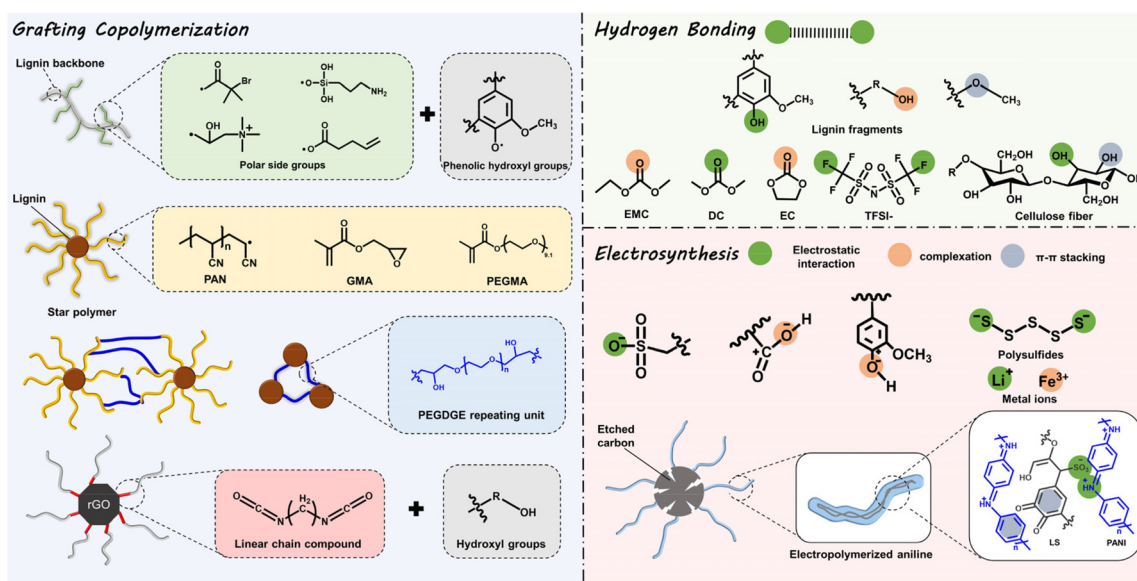 Grafting Copolymerization
Lignin backbone
O
Br
OH
•O
Si
OH
NH₂
OH
N
+
O
•O
Polar side groups
+
O
CH₃
O•
Phenolic hydroxyl groups
Lignin
Star polymer
n
CN
CN
PAN
O
O
O
GMA
O
O
O
9.1
PEGMA
OH
O
O
n
OH
PEGDGE repeating unit
rGO
O
C
N
(
C
H₂
)
N
C
O
n
Linear chain compound
+
R
OH
Hydroxyl groups
Hydrogen Bonding
O
CH₃
OH
R
OH
O
CH₃
Lignin fragments
O
O
O
EMC
O
O
O
DC
O
O
O
EC
F
F
F
O
S
O
N
O
S
O
F
F
F
TFSI-
O
R
CH₂OH
O
OH
OH
O
OH
OH
O
CH₂OH
O
Cellulose fiber
Electrosynthesis
Electrostatic
interaction
complexation
π-π stacking
O
S
O
O⁻
O⁻
H
C
+
O
O
CH₃
O⁻
H
⁻S
S
S
S
S⁻
Polysulfides
Li⁺
Fe³⁺
Metal ions
Etched
carbon
Electropolymerized aniline
NH
+
HN
+
n
O
HO
SO₃⁻
O
O
LS
NH
+
HN
+
n
PANI